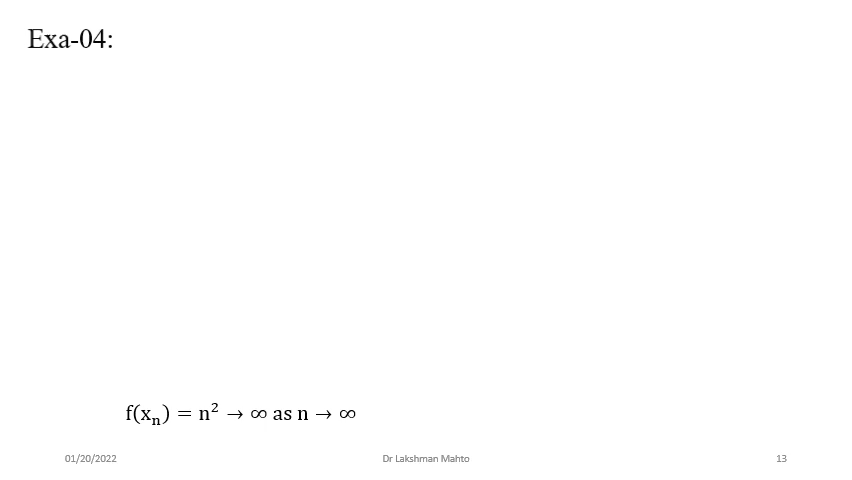 Exa-04:
f(xₙ) = n² → ∞ as n → ∞
01/20/2022
Dr Lakshman Mahto
13